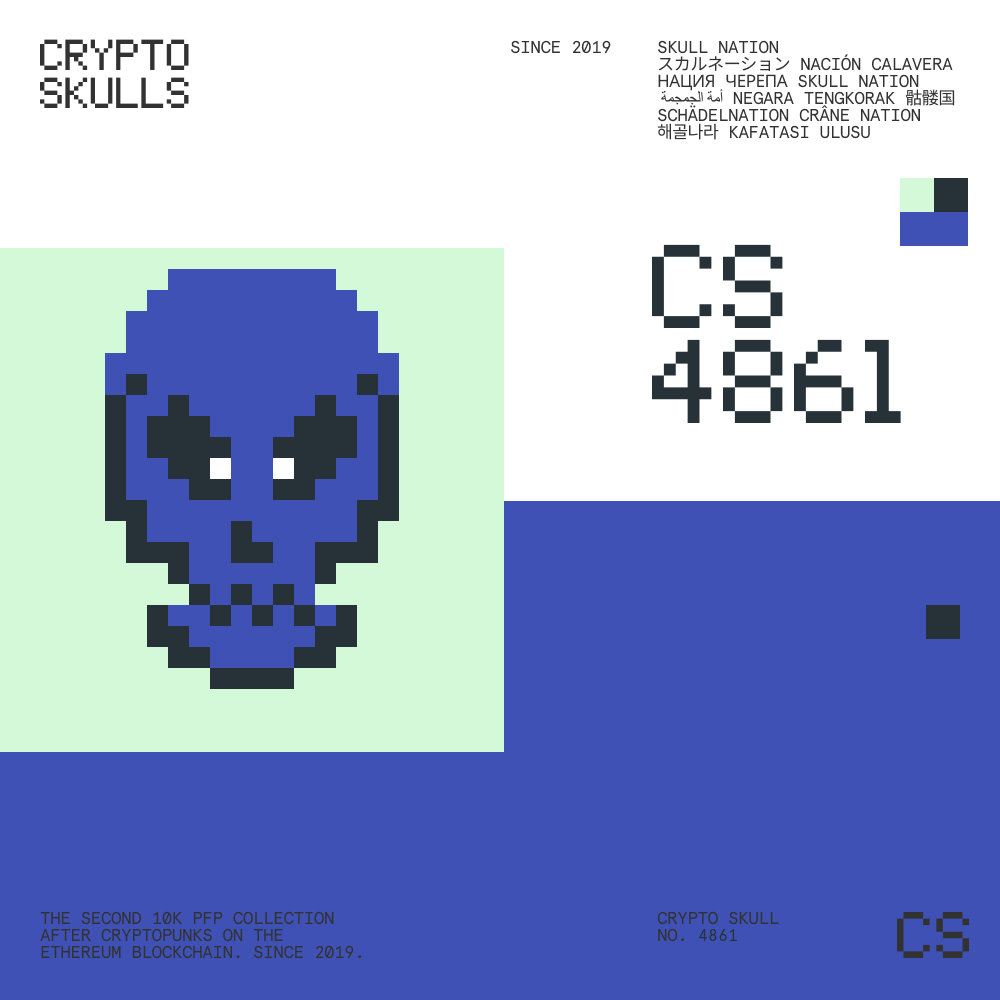 CRYPTO
SKULLS
SINCE 2019
SKULL NATION
スカルネーション NACIÓN CALAVERA
НАЦИЯ ЧЕРЕПА SKULL NATION
أمة الجمجمة NEGARA TENGKORAK 骷髅国
SCHÄDELNATION CRÂNE NATION
해골나라 KAFATASI ULUSU
CS
4861
THE SECOND 10K PFP COLLECTION
AFTER CRYPTOPUNKS ON THE
ETHEREUM BLOCKCHAIN. SINCE 2019.
CRYPTO SKULL
NO. 4861
CS